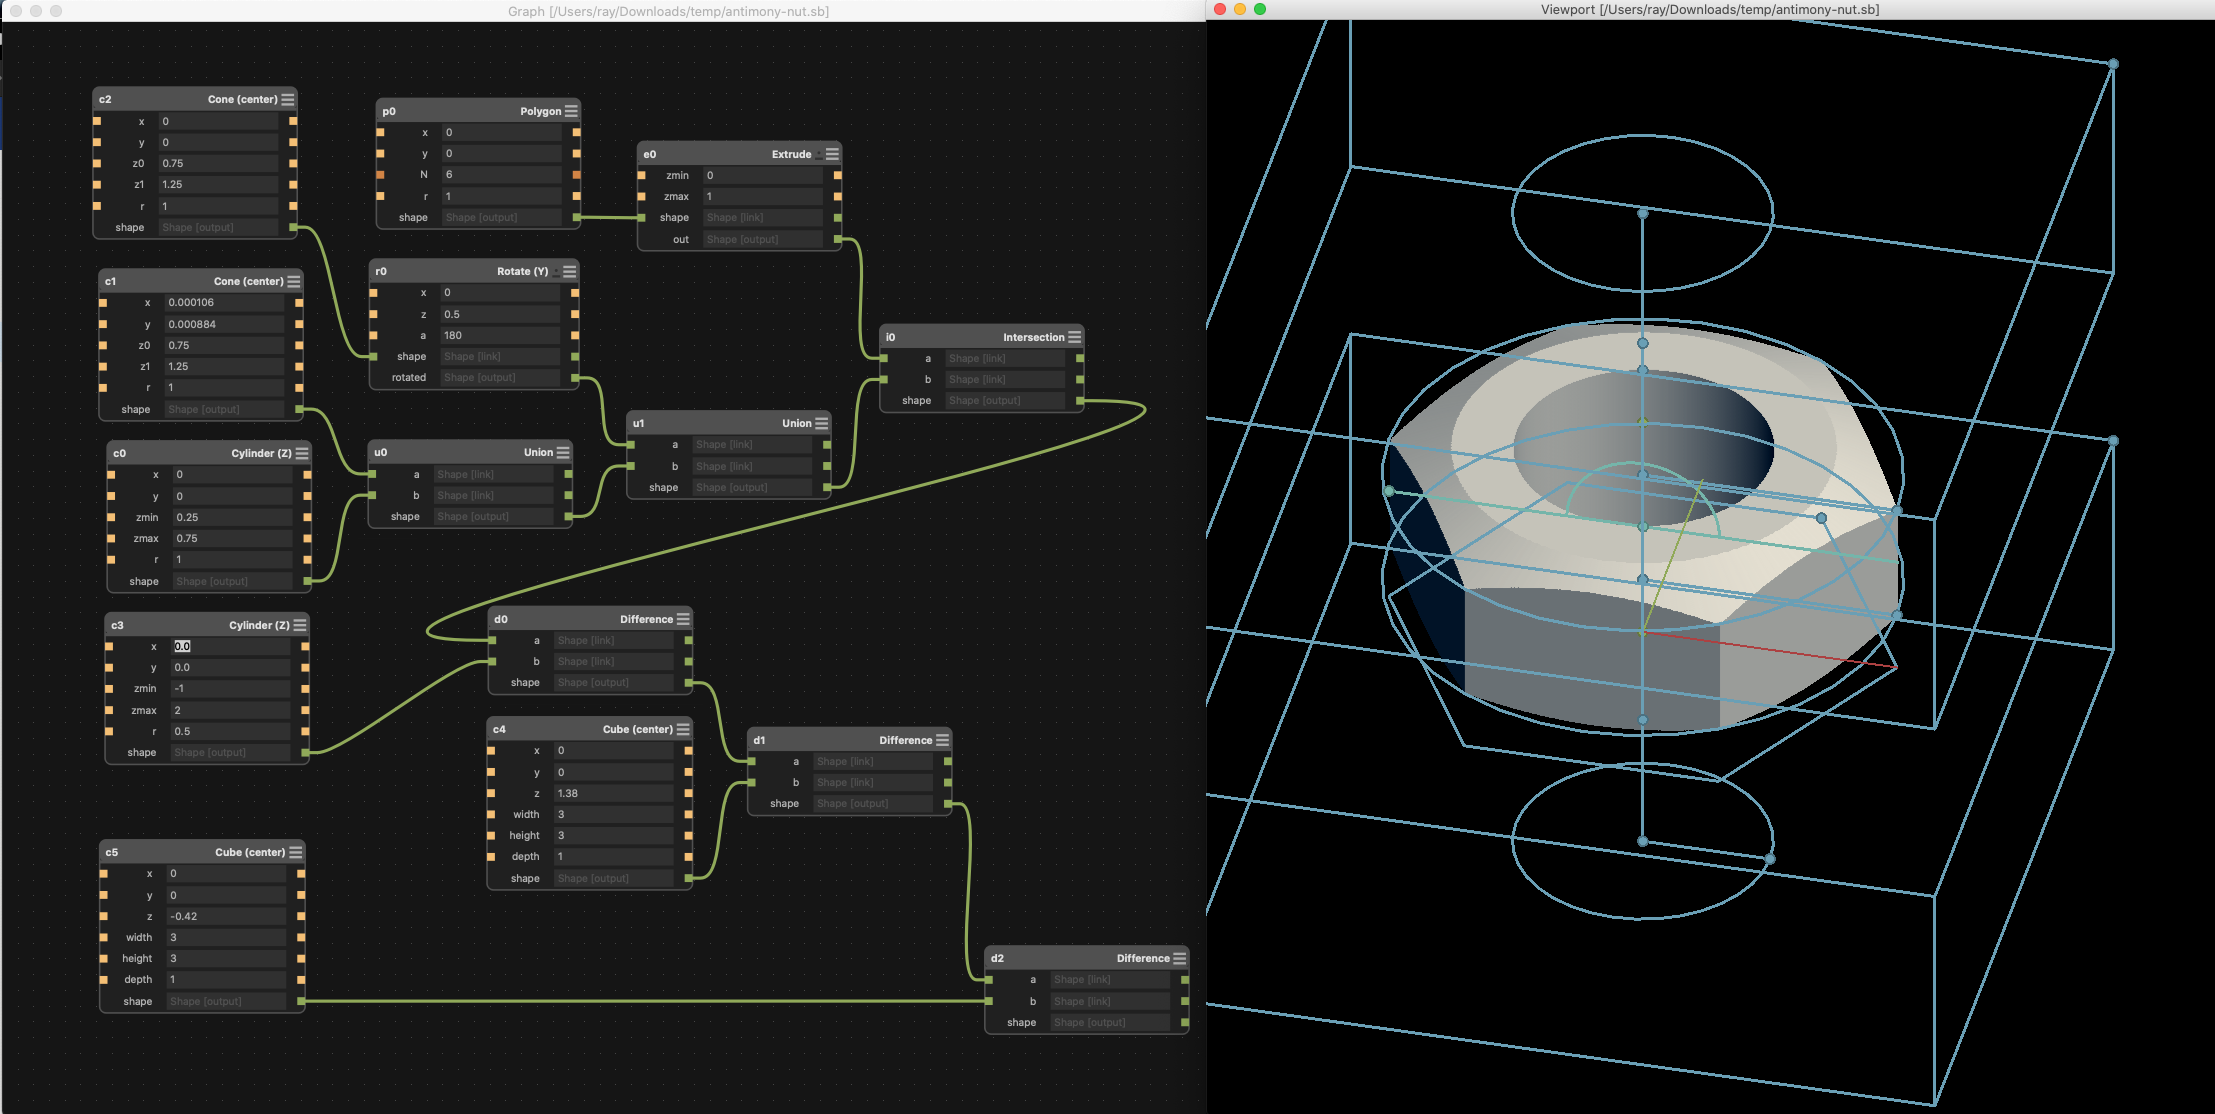 Graph [/Users/ray/Downloads/temp/antimony-nut.sb]
Viewport [/Users/ray/Downloads/temp/antimony-nut.sb]
c2 Cone (center)
x 0
y 0
z0 0.75
z1 1.25
r 1
shape Shape [output]
p0 Polygon
x 0
y 0
N 6
r 1
shape Shape [output]
e0 Extrude
zmin 0
zmax 1
shape Shape [link]
out Shape [output]
c1 Cone (center)
x 0.000106
y 0.000884
z0 0.75
z1 1.25
r 1
shape Shape [output]
r0 Rotate (Y)
x 0
z 0.5
a 180
shape Shape [link]
rotated Shape [output]
i0 Intersection
a Shape [link]
b Shape [link]
shape Shape [output]
c0 Cylinder (Z)
x 0
y 0
zmin 0.25
zmax 0.75
r 1
shape Shape [output]
u0 Union
a Shape [link]
b Shape [link]
shape Shape [output]
u1 Union
a Shape [link]
b Shape [link]
shape Shape [output]
c3 Cylinder (Z)
x 0.0
y 0.0
zmin -1
zmax 2
r 0.5
shape Shape [output]
d0 Difference
a Shape [link]
b Shape [link]
shape Shape [output]
c4 Cube (center)
x 0
y 0
z 1.38
width 3
height 3
depth 1
shape Shape [output]
d1 Difference
a Shape [link]
b Shape [link]
shape Shape [output]
c5 Cube (center)
x 0
y 0
z -0.42
width 3
height 3
depth 1
shape Shape [output]
d2 Difference
a Shape [link]
b Shape [link]
shape Shape [output]